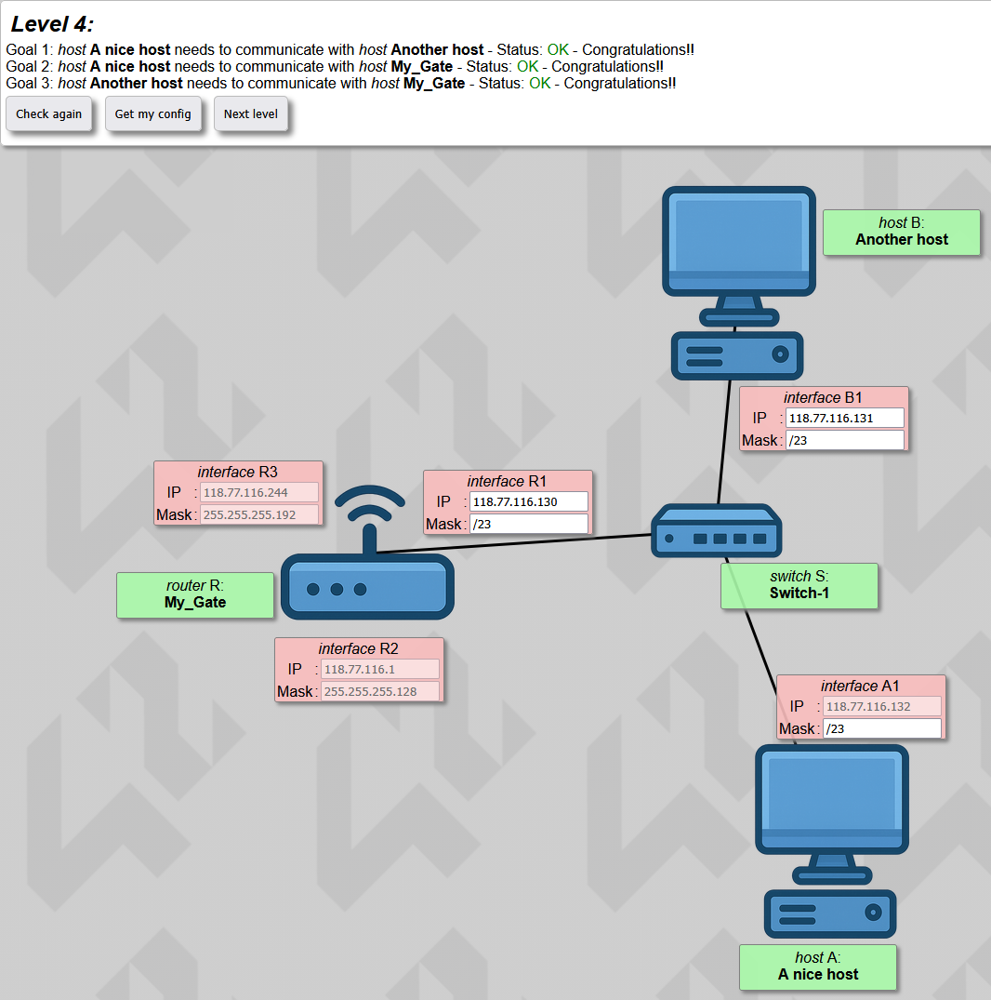 Level 4:
Goal 1: host A nice host needs to communicate with host Another host - Status: OK - Congratulations!!
Goal 2: host A nice host needs to communicate with host My_Gate - Status: OK - Congratulations!!
Goal 3: host Another host needs to communicate with host My_Gate - Status: OK - Congratulations!!
Check again Get my config Next level
host B:
Another host
interface B1
IP : 118.77.116.131
Mask: /23
interface R3
IP : 118.77.116.244
Mask: 255.255.255.192
interface R1
IP : 118.77.116.130
Mask: /23
router R:
My_Gate
switch S:
Switch-1
interface R2
IP : 118.77.116.1
Mask: 255.255.255.128
interface A1
IP : 118.77.116.132
Mask: /23
host A:
A nice host